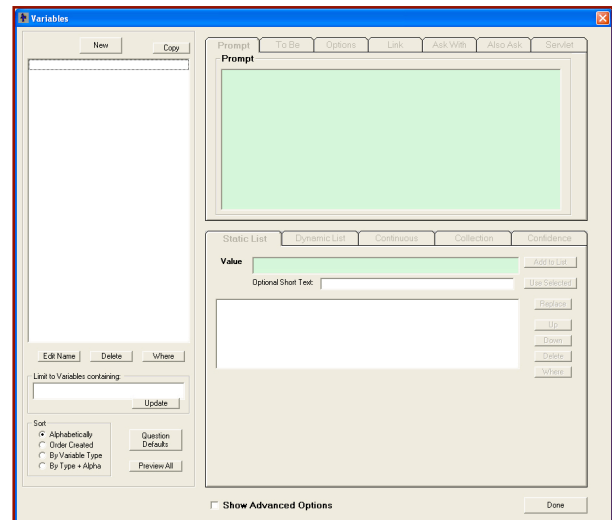 Variables
New
Copy
Edit Name
Delete
Where
Limit to Variables containing:
Update
Sort
Alphabetically
Order Created
By Variable Type
By Type + Alpha
Question
Defaults
Preview All
Prompt To Be Options Link Ask With Also Ask Servlet
Prompt
Static List Dynamic List Continuous Collection Confidence
Value
Add to List
Optional Short Text:
Use Selected
Replace
Up
Down
Delete
Where
Show Advanced Options
Done